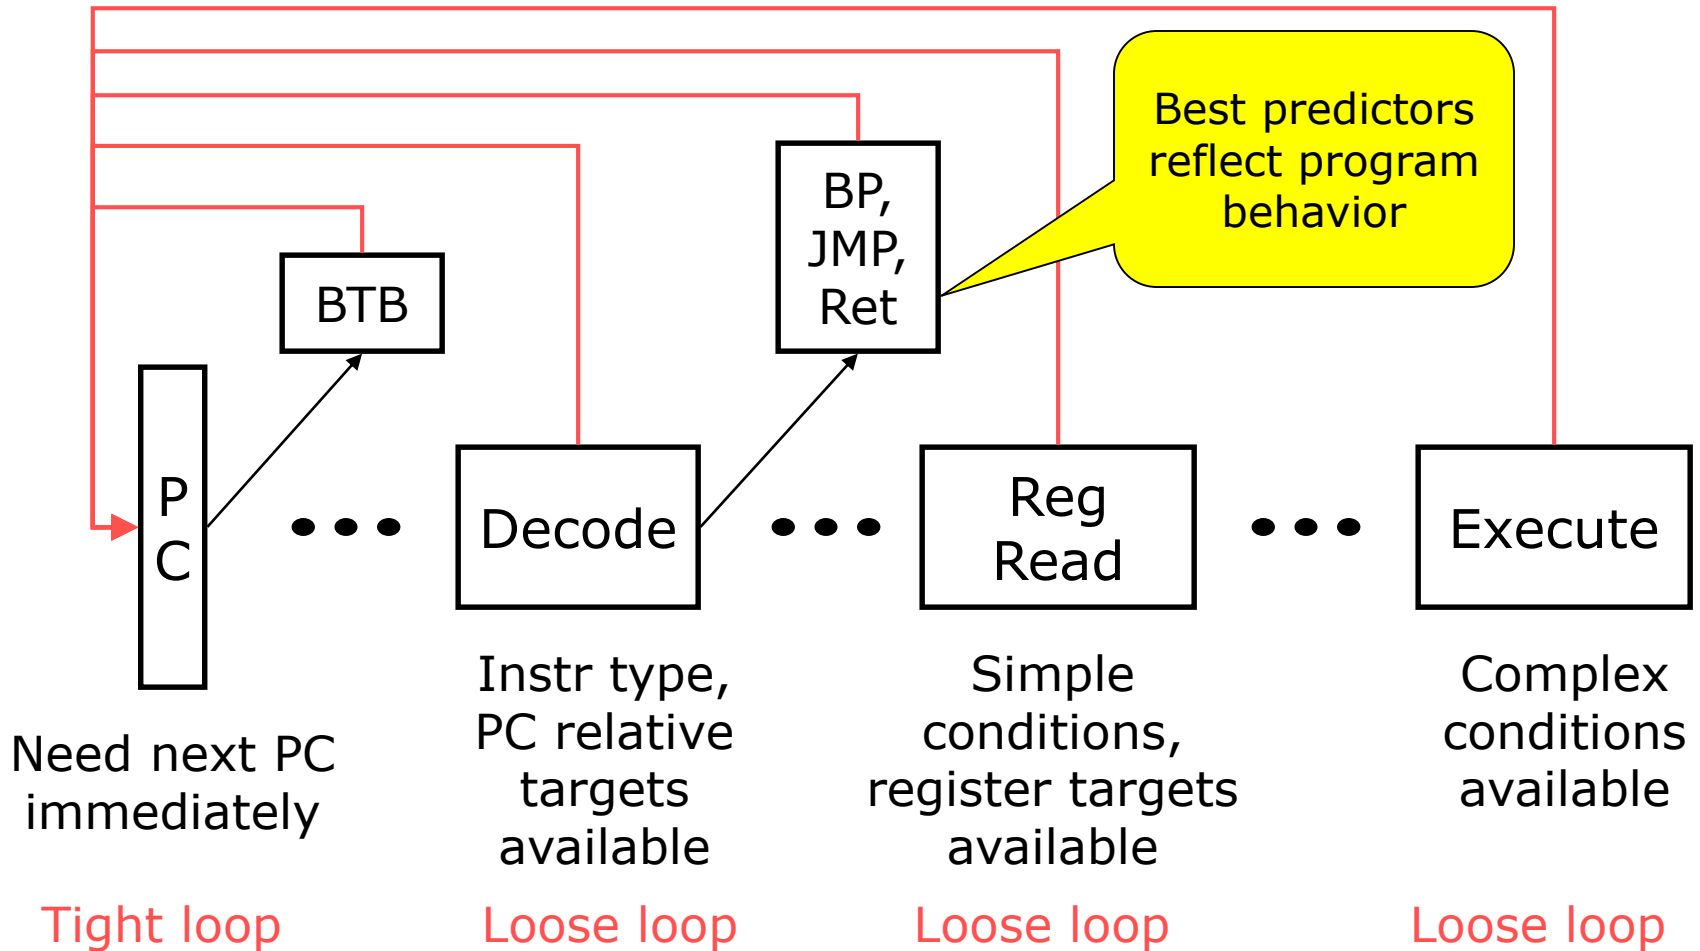 Best predictors
reflect program
behavior
BP,
JMP,
Ret
BTB
P
C
Decode
Reg
Read
Execute
Need next PC
immediately
Instr type,
PC relative
targets
available
Simple
conditions,
register targets
available
Complex
conditions
available
Tight loop
Loose loop
Loose loop
Loose loop